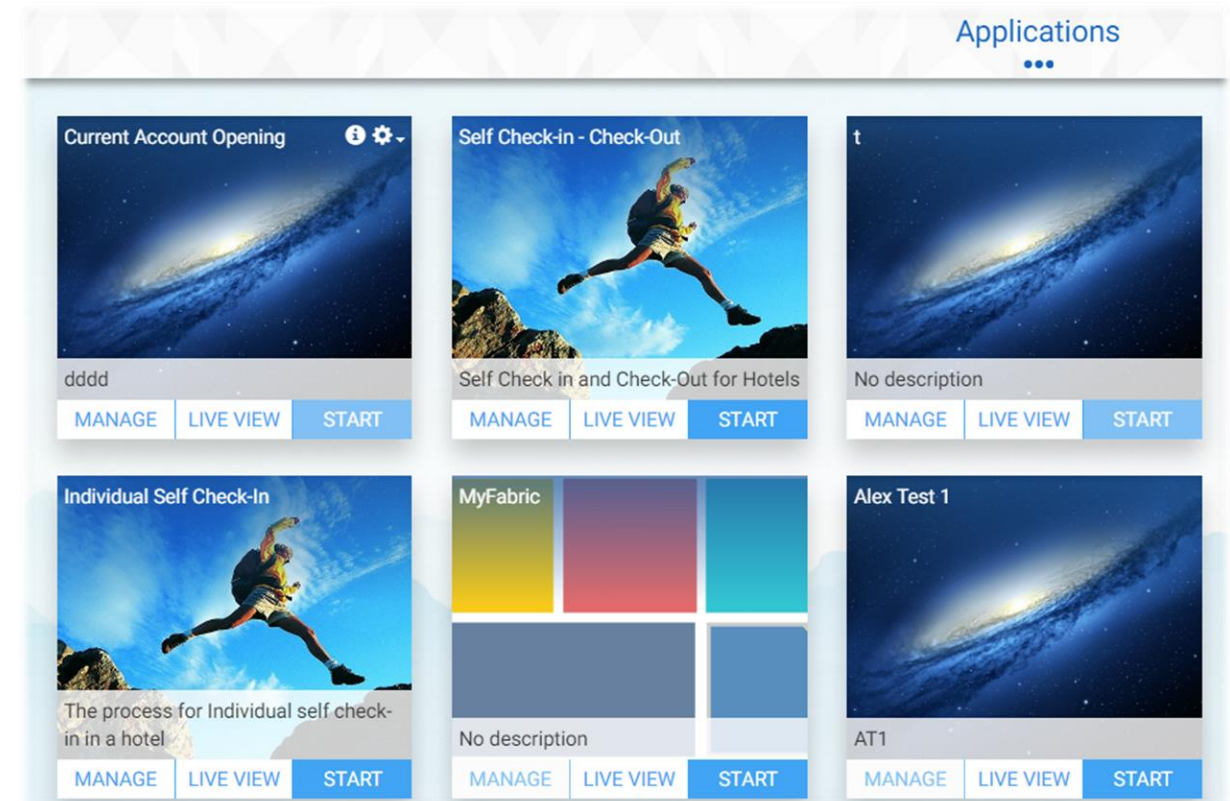 Applications
Current Account Opening
dddd
MANAGE LIVE VIEW START
Self Check-in - Check-Out
Self Check in and Check-Out for Hotels
MANAGE LIVE VIEW START
t
No description
MANAGE LIVE VIEW START
Individual Self Check-In
The process for Individual self check-
in in a hotel
MANAGE LIVE VIEW START
MyFabric
No description
MANAGE LIVE VIEW START
Alex Test 1
AT1
MANAGE LIVE VIEW START